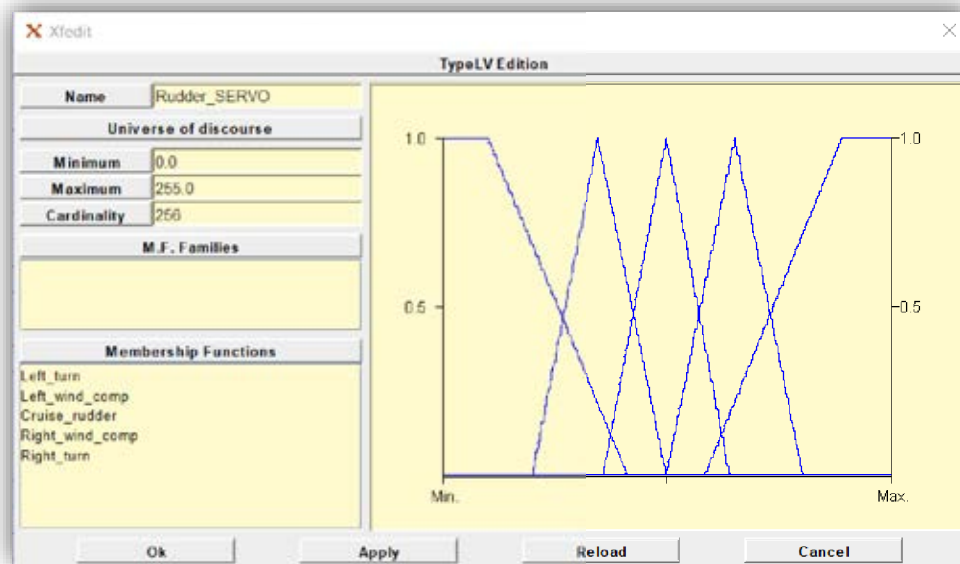 Xfedit
TypeLV Edition
Name Rudder_SERVO
Universe of discourse
Minimum 0.0
Maximum 255.0
Cardinality 256
M.F. Families
Membership Functions
Left_turn
Left_wind_comp
Cruise_rudder
Right_wind_comp
Right_turn
1.0 1.0
0.5 0.5
Min. Max.
Ok Apply Reload Cancel